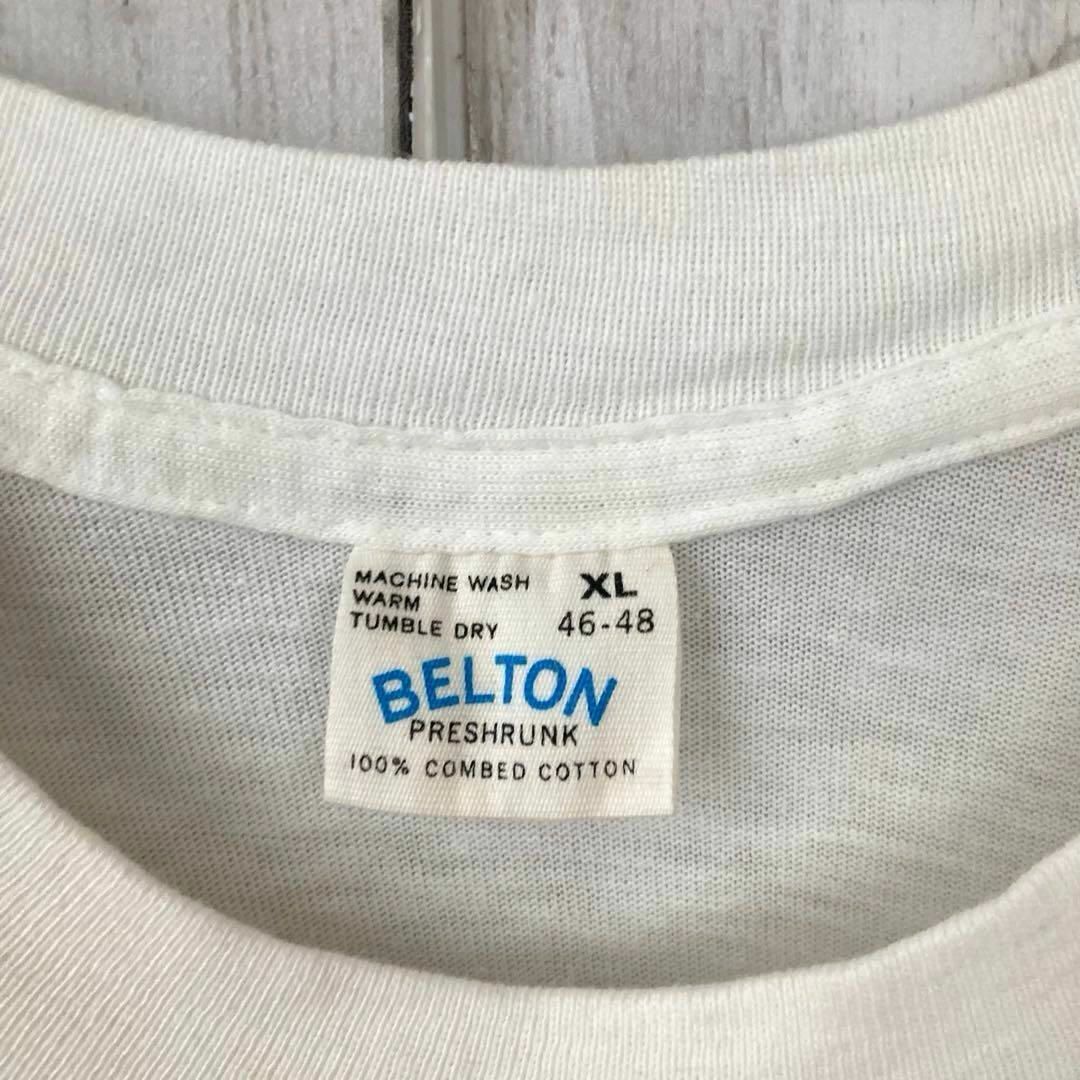 MACHINE WASH XL
WARM
TUMBLE DRY 46-48
BELTON
PRESHRUNK
100% COMBED COTTON